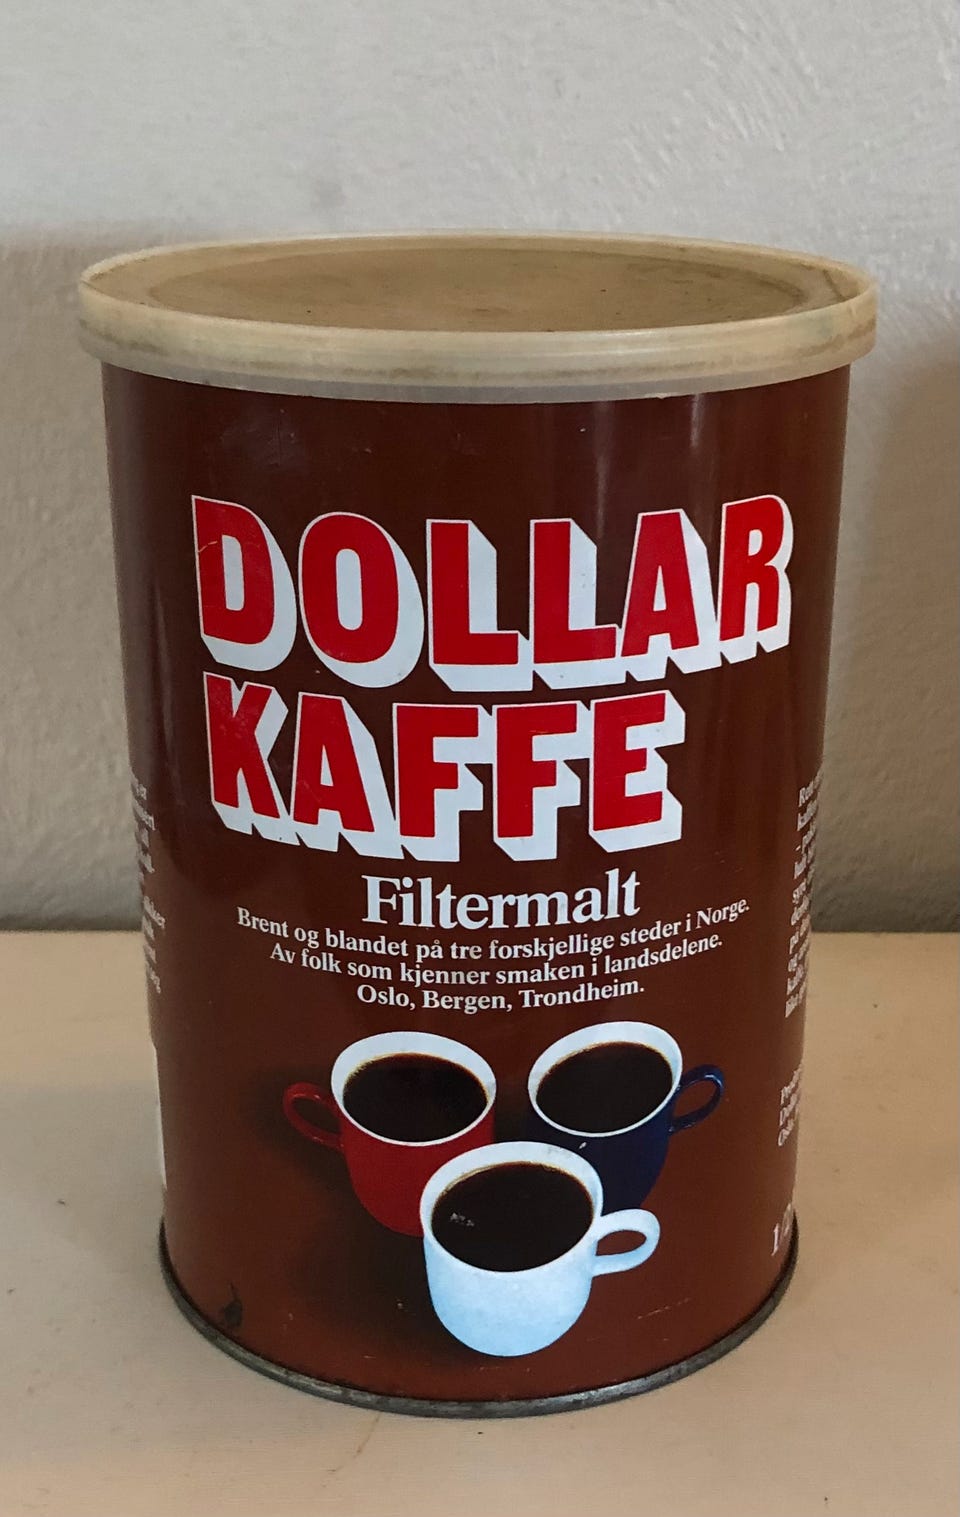 DOLLAR
KAFFE
Filtermalt
Brent og blandet på tre forskjellige steder i Norge.
Av folk som kjenner smaken i landsdelene.
Oslo, Bergen, Trondheim.